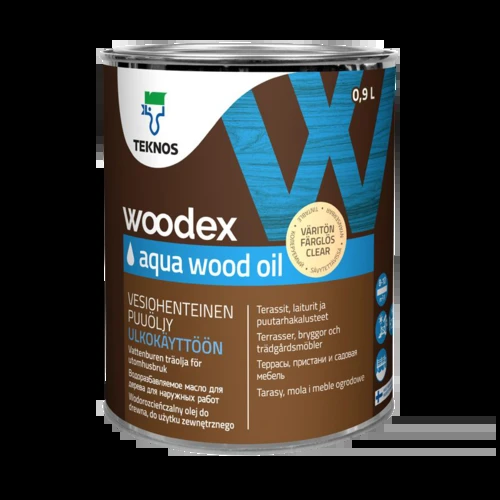 0,9 L
TEKNOS
W
woodex
aqua wood oil
VÄRITÖN
FÄRGLÖS
CLEAR
VESIOHENTEINEN
PUUÖLJY
ULKOKÄYTTÖÖN
Vattenburen träolja för
utomhusbruk
Водоразбавляемое масло для
дерева для наружных работ
Wodorozcieńczalny olej do
drewna, do użytku zewnętrznego
Terassit, laiturit ja
puutarhakalusteet
Terrasser, bryggor och
trädgårdsmöbler
Террасы, пристани и садовая
мебель
Tarasy, mola i meble ogrodowe